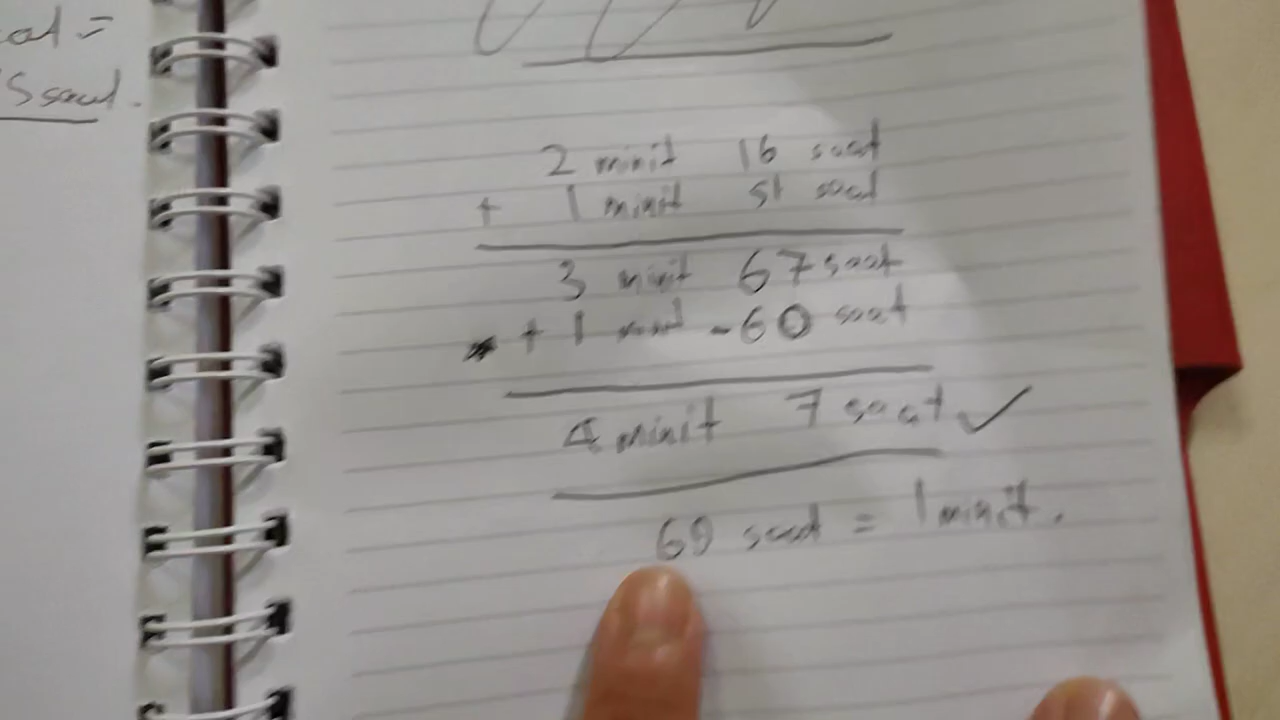 2 minit 16 saat
+ 1 minit 51 saat
3 minit 67 saat
+ 1 minit -60 saat
4 minit 7 saat ✓
60 saat = 1 minit.